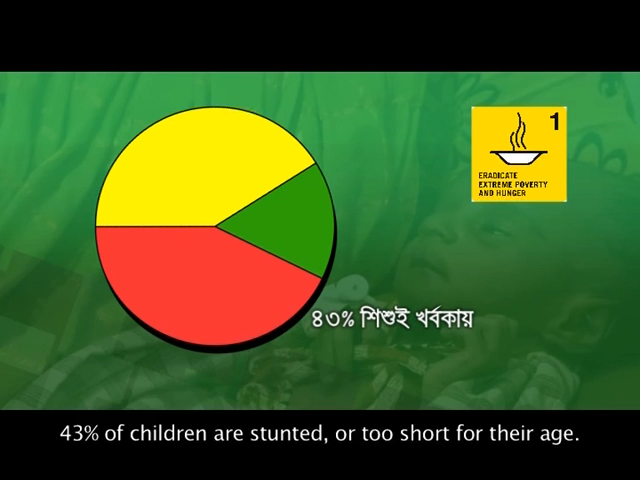 1
ERADICATE
EXTREME POVERTY
AND HUNGER
৪৩% শিশুই খর্বকায়
43% of children are stunted, or too short for their age.